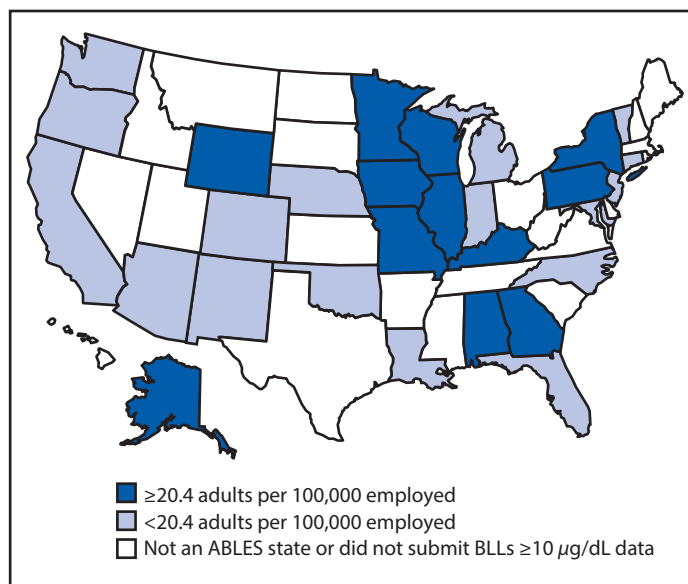 ≥20.4 adults per 100,000 employed
<20.4 adults per 100,000 employed
Not an ABLES state or did not submit BLLs ≥10 µg/dL data